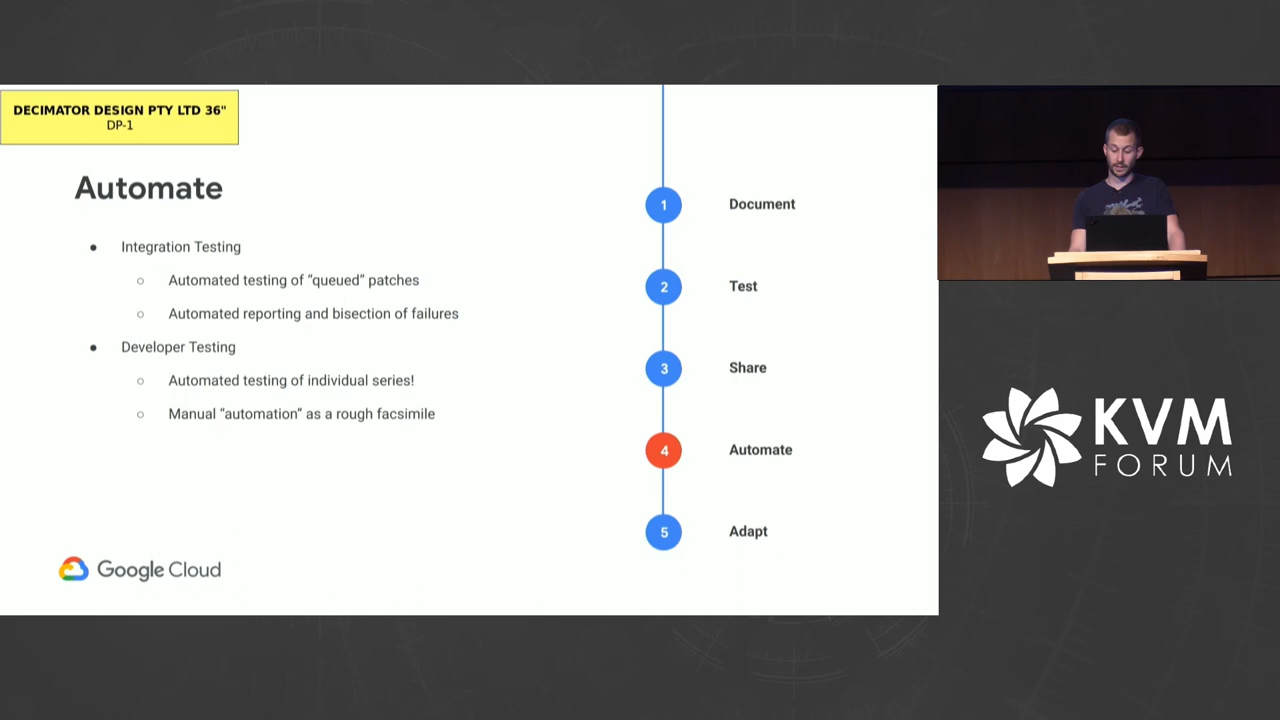 DECIMATOR DESIGN PTY LTD 36"
DP-1
Automate
● Integration Testing
○ Automated testing of “queued” patches
○ Automated reporting and bisection of failures
● Developer Testing
○ Automated testing of individual series!
○ Manual “automation” as a rough facsimile
1 Document
2 Test
3 Share
4 Automate
5 Adapt
Google Cloud
KVM
FORUM